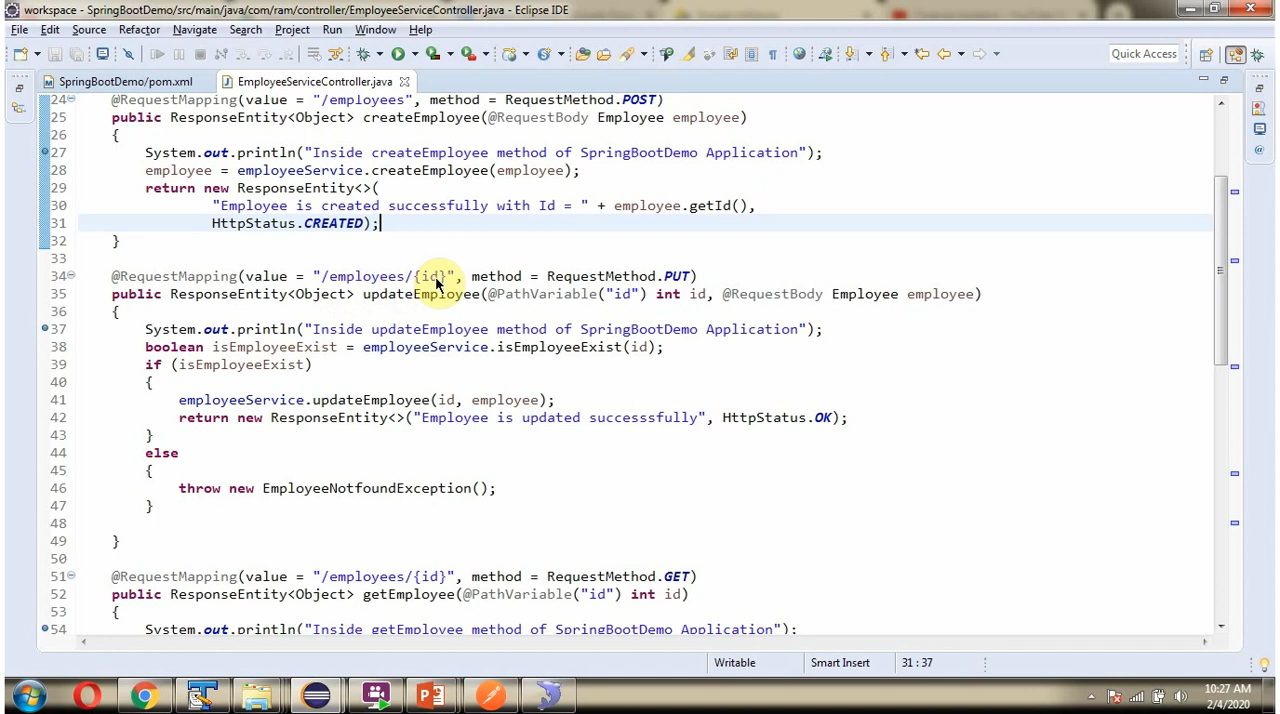 workspace - SpringBootDemo/src/main/java/com/ram/controller/EmployeeServiceController.java - Eclipse IDE
File Edit Source Refactor Navigate Search Project Run Window Help
Quick Access
SpringBootDemo/pom.xml EmployeeServiceController.java
24 @RequestMapping(value = "/employees", method = RequestMethod.POST)
25 public ResponseEntity<Object> createEmployee(@RequestBody Employee employee)
26 {
27 System.out.println("Inside createEmployee method of SpringBootDemo Application");
28 employee = employeeService.createEmployee(employee);
29 return new ResponseEntity<>(
30 "Employee is created successfully with Id = " + employee.getId(),
31 HttpStatus.CREATED);
32 }
33
34 @RequestMapping(value = "/employees/{id}", method = RequestMethod.PUT)
35 public ResponseEntity<Object> updateEmployee(@PathVariable("id") int id, @RequestBody Employee employee)
36 {
37 System.out.println("Inside updateEmployee method of SpringBootDemo Application");
38 boolean isEmployeeExist = employeeService.isEmployeeExist(id);
39 if (isEmployeeExist)
40 {
41 employeeService.updateEmployee(id, employee);
42 return new ResponseEntity<>("Employee is updated successsfully", HttpStatus.OK);
43 }
44 else
45 {
46 throw new EmployeeNotfoundException();
47 }
48
49 }
50
51 @RequestMapping(value = "/employees/{id}", method = RequestMethod.GET)
52 public ResponseEntity<Object> getEmployee(@PathVariable("id") int id)
53 {
54 System.out.println("Inside getEmployee method of SpringBootDemo Application");
Writable Smart Insert 31 : 37
10:27 AM
2/4/2020